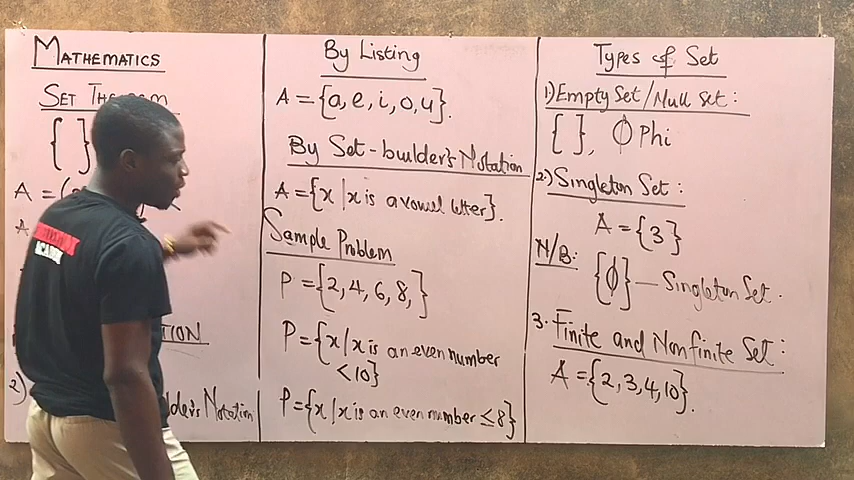 MATHEMATICS
SET
{ }
A =
A
TION
2)
lder's Notation
By Listing
A = {a, e, i, o, u}.
By Set-builder's Notation
A = {x | x is a vowel letter}.
Sample Problem
P = {2, 4, 6, 8, }
P = {x | x is an even number
< 10}
P = {x | x is an even number ≤ 8}
Types of Set
1) Empty Set / Null Set :
{ }, ϕ Phi
2) Singleton Set :
A = {3}
N/B: {ϕ} — Singleton Set.
3. Finite and Nonfinite Set :
A = {2, 3, 4, 10}.